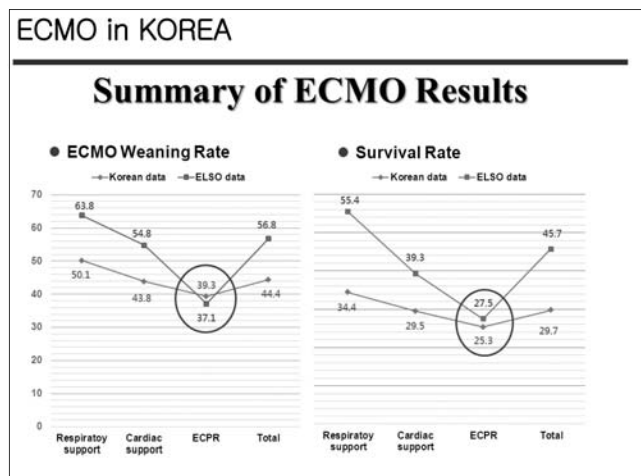 ECMO in KOREA
Summary of ECMO Results
● ECMO Weaning Rate
Korean data ELSO data
70
60
50
40
30
20
10
0
63.8
54.8
56.8
50.1
43.8
39.3
37.1
44.4
Respiratoy support
Cardiac support
ECPR
Total
● Survival Rate
Korean data ELSO data
55.4
39.3
45.7
34.4
29.5
27.5
25.3
29.7
Respiratoy support
Cardiac support
ECPR
Total